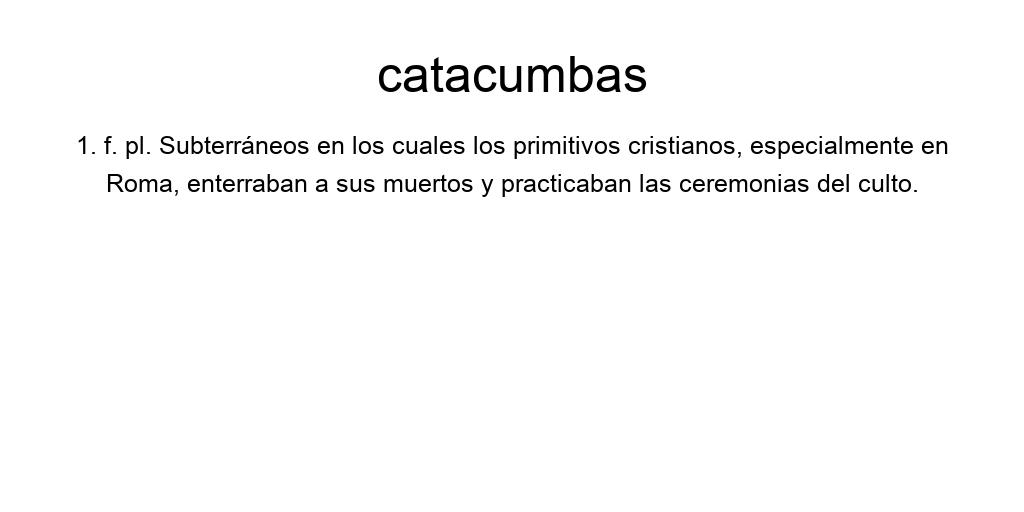 catacumbas
1. f. pl. Subterráneos en los cuales los primitivos cristianos, especialmente en
Roma, enterraban a sus muertos y practicaban las ceremonias del culto.